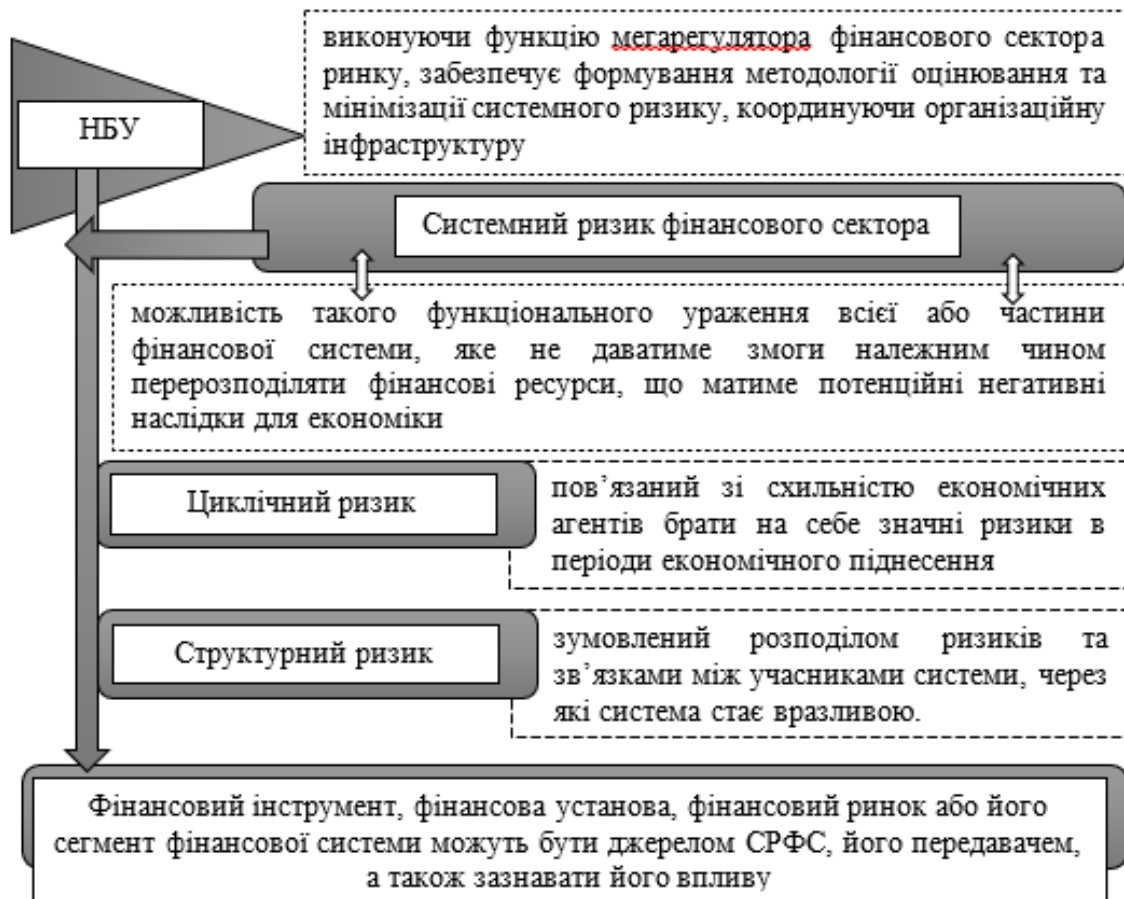 виконуючи функцію мегарегулятора фінансового сектора
ринку, забезпечує формування методології оцінювання та
мінімізації системного ризику, координуючи організаційну
інфраструктуру
НБУ
Системний ризик фінансового сектора
можливість такого функціонального ураження всієї або частини
фінансової системи, яке не даватиме змоги належним чином
перерозподіляти фінансові ресурси, що матиме потенційні негативні
наслідки для економіки
Циклічний ризик
пов’язаний зі схильністю економічних
агентів брати на себе значні ризики в
періоди економічного піднесення
Структурний ризик
зумовлений розподілом ризиків та
зв’язками між учасниками системи, через
які система стає вразливою.
Фінансовий інструмент, фінансова установа, фінансовий ринок або його
сегмент фінансової системи можуть бути джерелом СРФС, його передавачем,
а також зазнавати його впливу